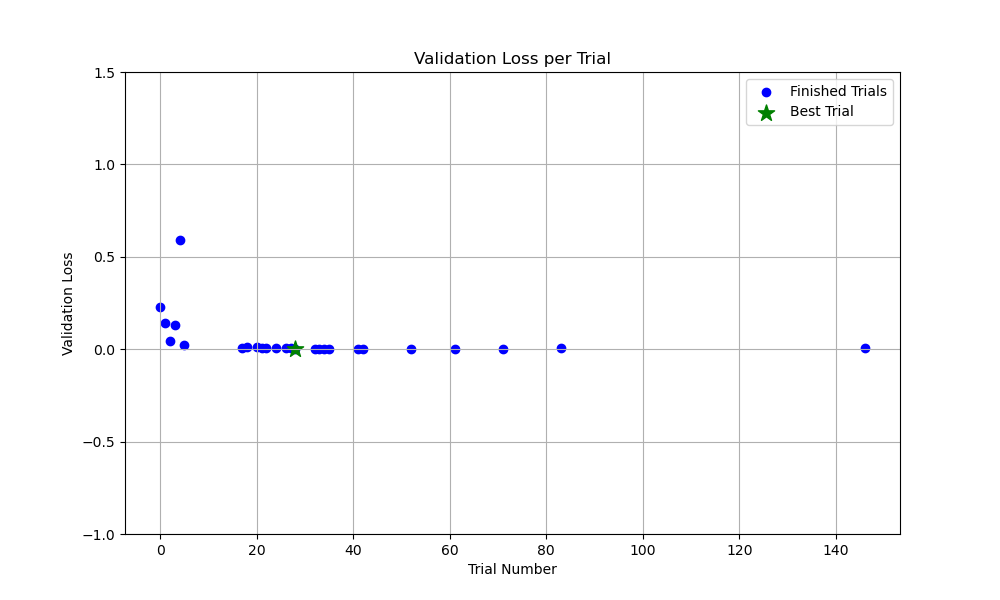 Validation Loss per Trial
Finished Trials
Best Trial
Validation Loss
1.5
1.0
0.5
0.0
−0.5
−1.0
0 20 40 60 80 100 120 140
Trial Number